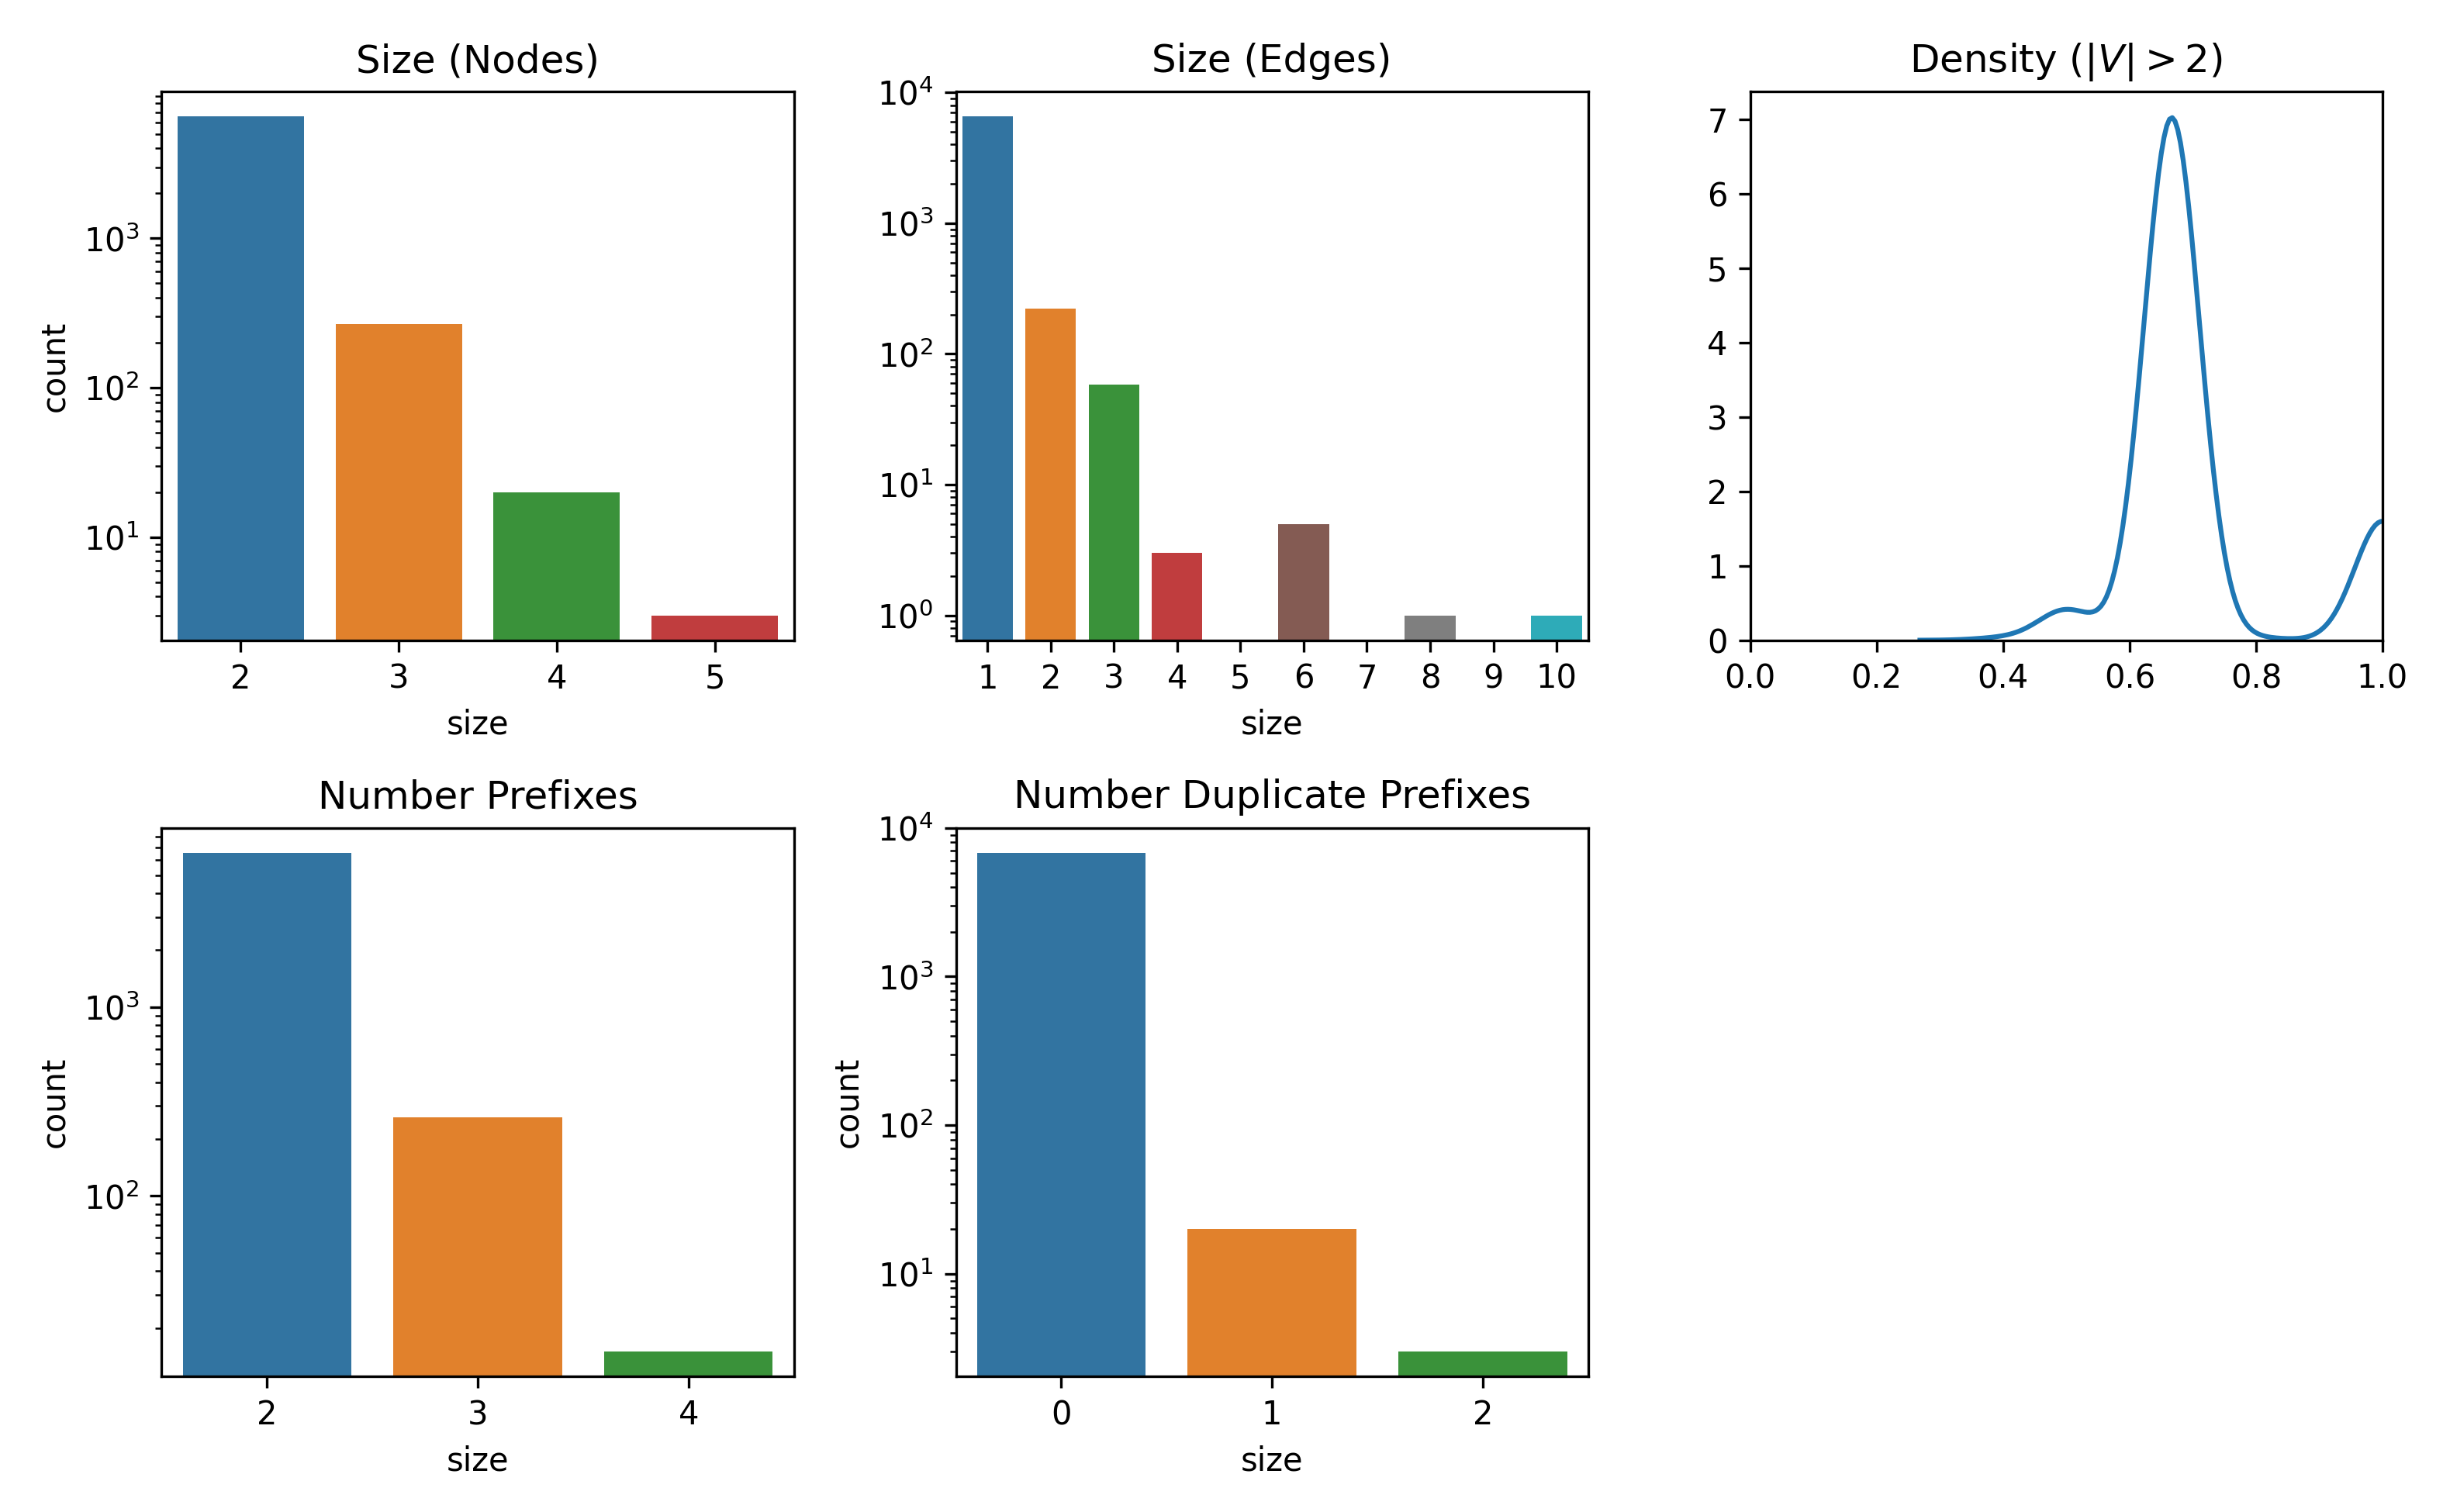 Size (Nodes)
count
10³
10²
10¹
2 3 4 5
size
Size (Edges)
10⁴
10³
10²
10¹
10⁰
1 2 3 4 5 6 7 8 9 10
size
Density (|V| > 2)
7
6
5
4
3
2
1
0
0.0 0.2 0.4 0.6 0.8 1.0
Number Prefixes
count
10³
10²
2 3 4
size
Number Duplicate Prefixes
count
10⁴
10³
10²
10¹
0 1 2
size